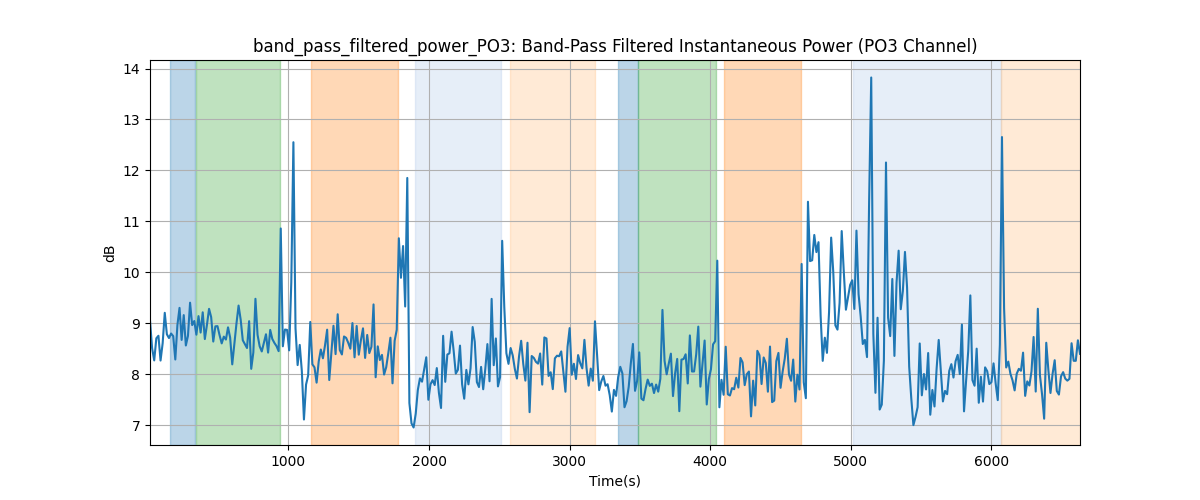 band_pass_filtered_power_PO3: Band-Pass Filtered Instantaneous Power (PO3 Channel)
14
13
12
11
10
9
8
7
dB
1000 2000 3000 4000 5000 6000
Time(s)